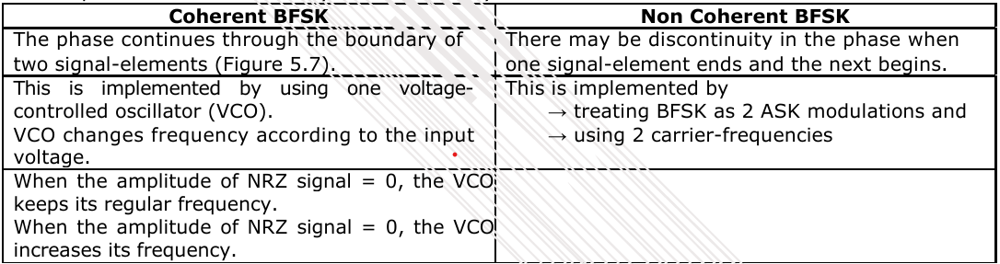 Coherent BFSK
Non Coherent BFSK
The phase continues through the boundary of
two signal-elements (Figure 5.7).
There may be discontinuity in the phase when
one signal-element ends and the next begins.
This is implemented by using one voltage-
controlled oscillator (VCO).
VCO changes frequency according to the input
voltage.
This is implemented by
→ treating BFSK as 2 ASK modulations and
→ using 2 carrier-frequencies
When the amplitude of NRZ signal = 0, the VCO
keeps its regular frequency.
When the amplitude of NRZ signal = 0, the VCO
increases its frequency.